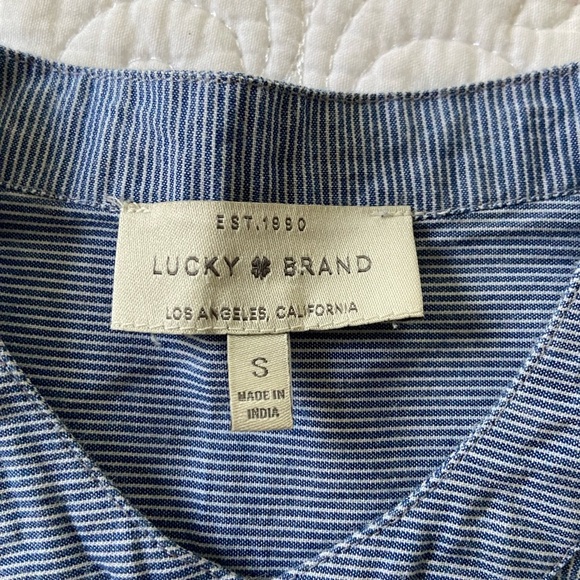 EST.1990
LUCKY BRAND
LOS ANGELES, CALIFORNIA
S
MADE IN
INDIA